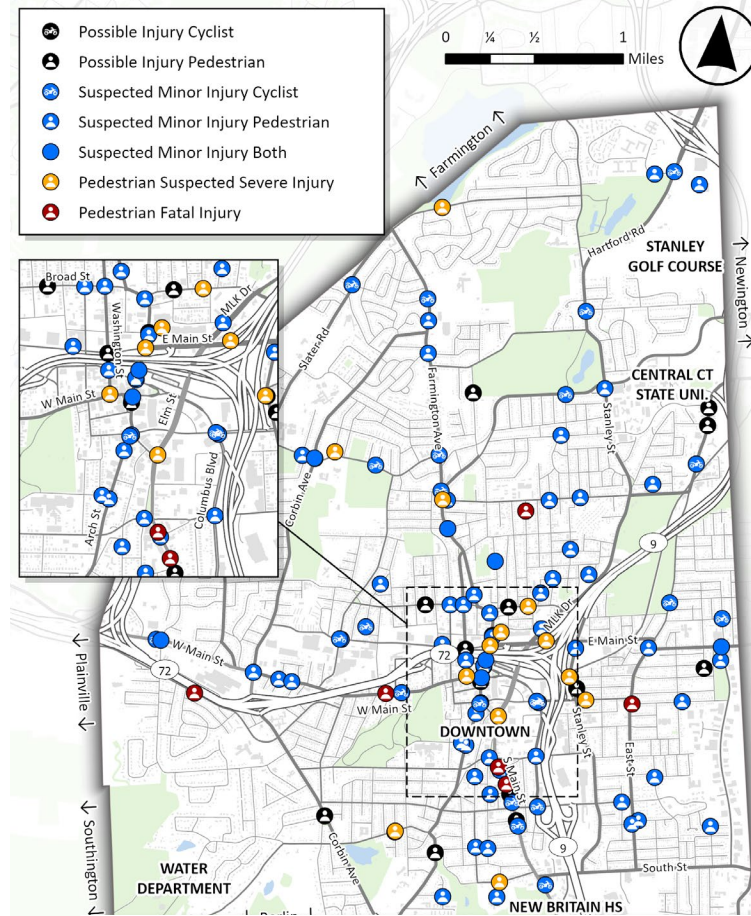 Possible Injury Cyclist
Possible Injury Pedestrian
Suspected Minor Injury Cyclist
Suspected Minor Injury Pedestrian
Suspected Minor Injury Both
Pedestrian Suspected Severe Injury
Pedestrian Fatal Injury
0 ¼ ½ 1
Miles
← Farmington →
Hartford Rd
STANLEY
GOLF COURSE
← Newington →
Broad St
Washington St
MLK Dr
E Main St
W Main St
Elm St
Columbus Blvd
Arch St
Slater Rd
Farmington Ave
CENTRAL CT
STATE UNI.
Stanley St
Corbin Ave
9
MLK Dr
E Main St
← Plainville →
W Main St
72
72
W Main St
DOWNTOWN
Stanley St
East St
S Main St
← Southington
Corbin Ave
9
WATER
DEPARTMENT
South St
NEW BRITAIN HS
Berlin